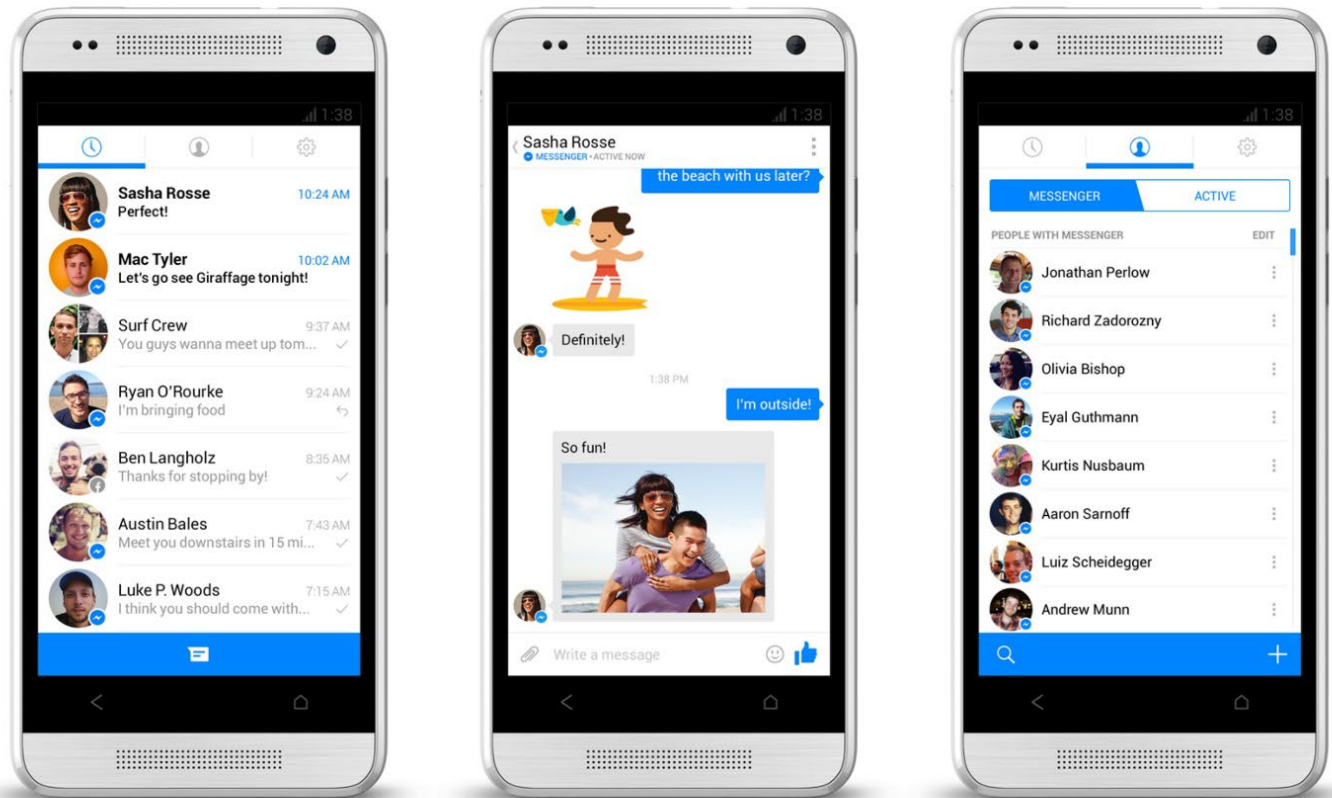 1:38
Sasha Rosse
10:24 AM
Perfect!
Mac Tyler
10:02 AM
Let's go see Giraffage tonight!
Surf Crew
9:37 AM
You guys wanna meet up tom...
Ryan O'Rourke
9:24 AM
I'm bringing food
Ben Langholz
8:35 AM
Thanks for stopping by!
Austin Bales
7:43 AM
Meet you downstairs in 15 mi...
Luke P. Woods
7:15 AM
I think you should come with...
1:38
Sasha Rosse
MESSENGER • ACTIVE NOW
the beach with us later?
Definitely!
1:38 PM
I'm outside!
So fun!
Write a message
1:38
MESSENGER
ACTIVE
PEOPLE WITH MESSENGER
EDIT
Jonathan Perlow
Richard Zadorozny
Olivia Bishop
Eyal Guthmann
Kurtis Nusbaum
Aaron Sarnoff
Luiz Scheidegger
Andrew Munn